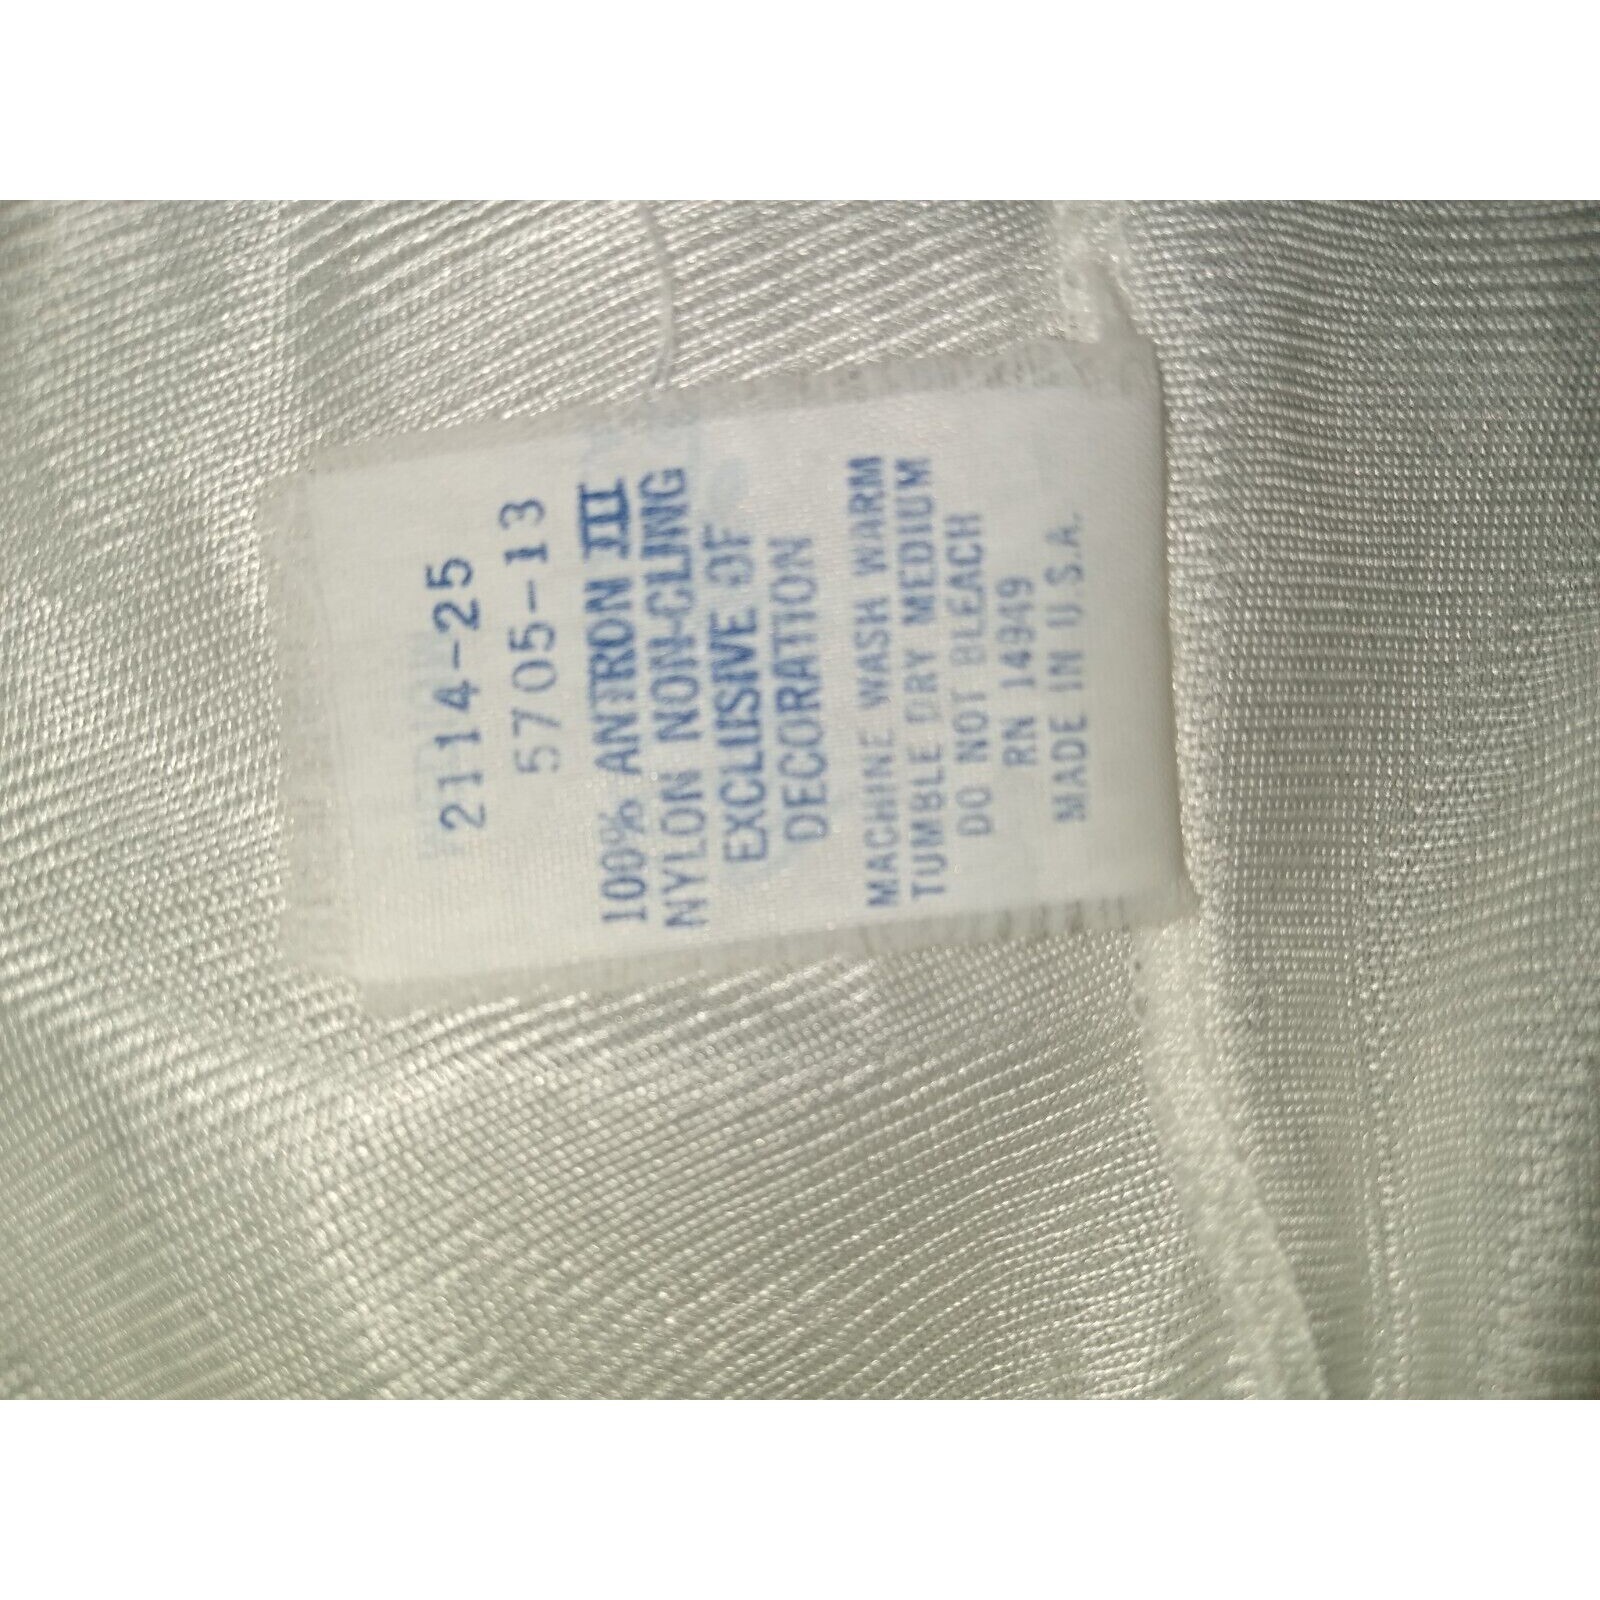 2114-25
5705-13
100% ANTRON III
NYLON NON-CLING
EXCLUSIVE OF
DECORATION
MACHINE WASH WARM
TUMBLE DRY MEDIUM
DO NOT BLEACH
RN 14949
MADE IN U.S.A.